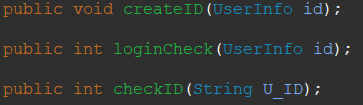 public void createID(UserInfo id);
public int loginCheck(UserInfo id);
public int checkID(String U_ID);